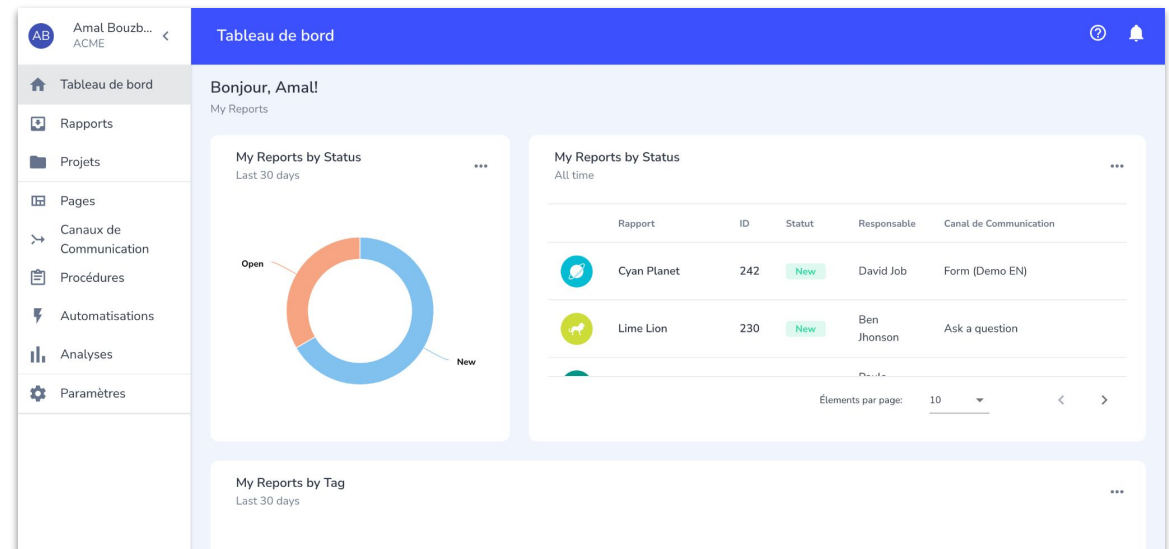 AB
Amal Bouzb...
ACME
Tableau de bord
Tableau de bord
Rapports
Projets
Pages
Canaux de
Communication
Procédures
Automatisations
Analyses
Paramètres
Bonjour, Amal!
My Reports
My Reports by Status
Last 30 days
Open
New
My Reports by Status
All time
Rapport ID Statut Responsable Canal de Communication
Cyan Planet 242 New David Job Form (Demo EN)
Lime Lion 230 New Ben Jhonson Ask a question
Élements par page: 10
My Reports by Tag
Last 30 days